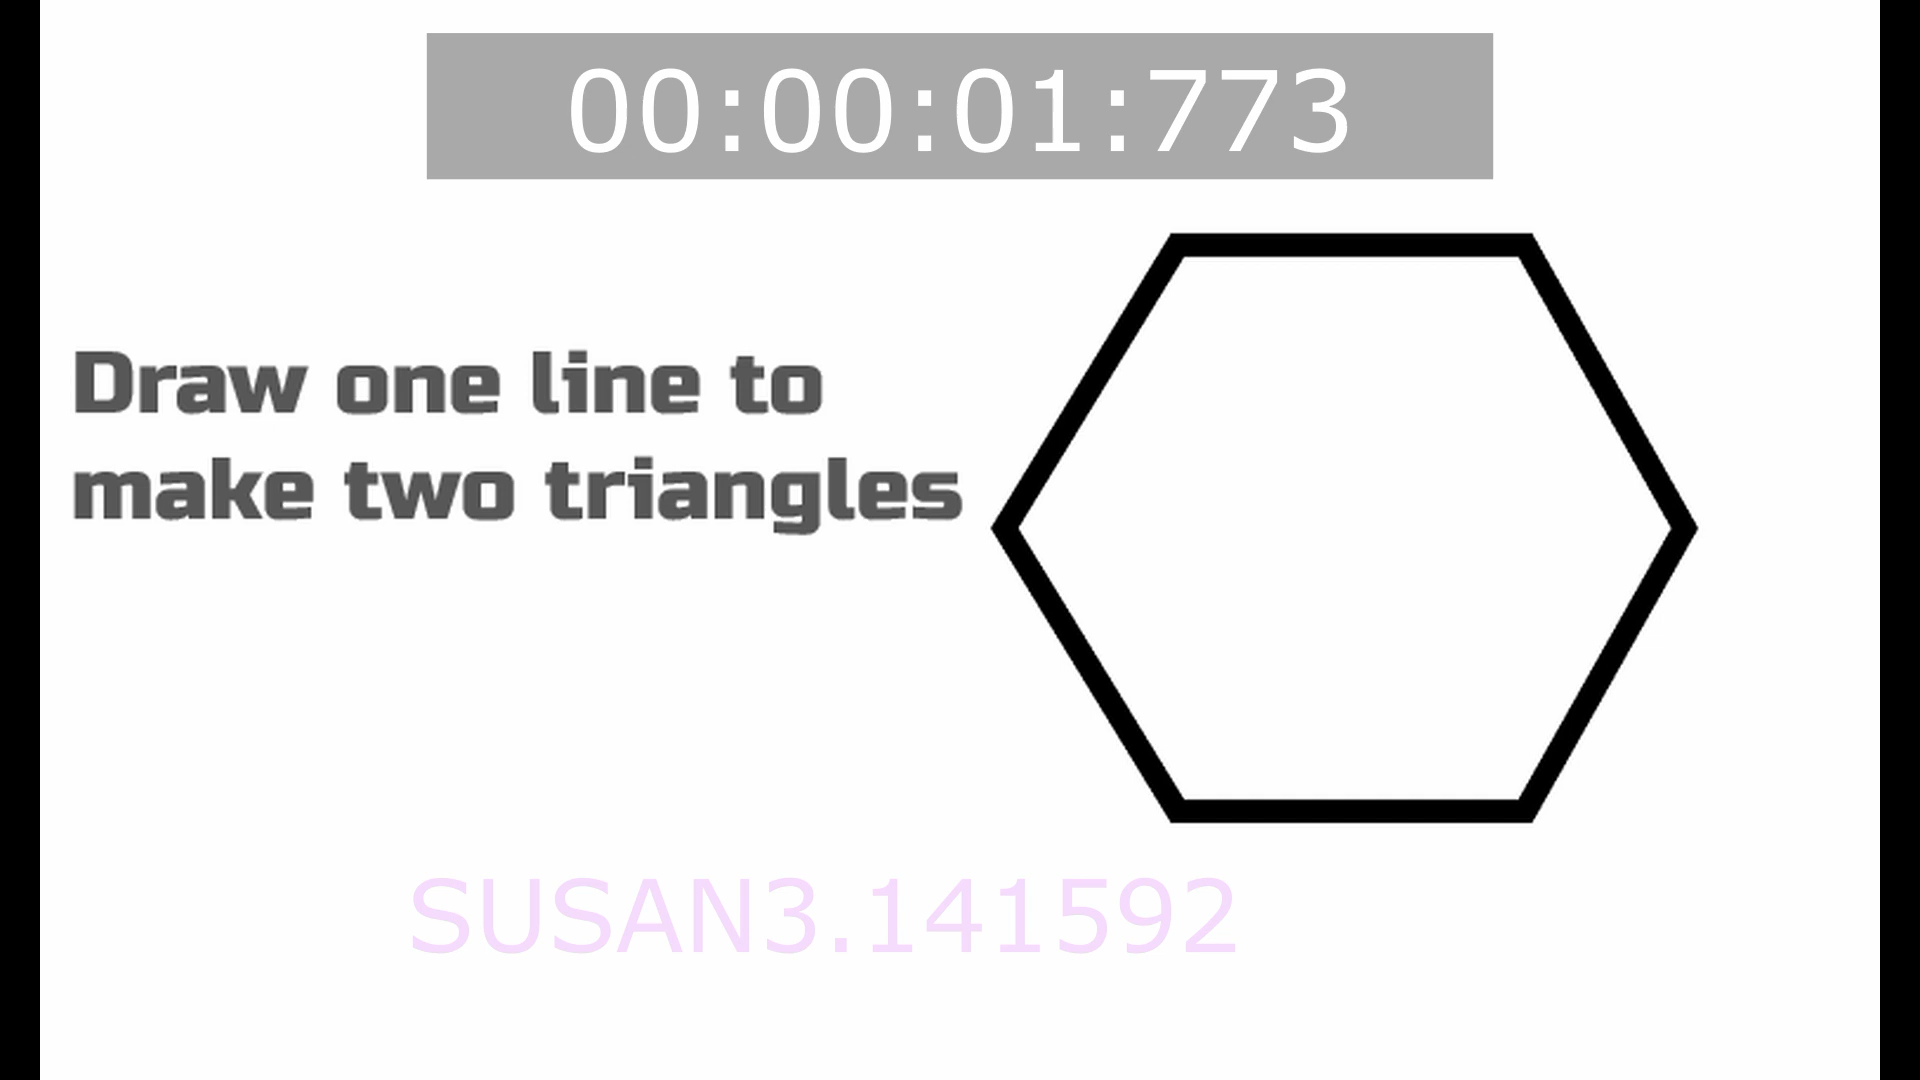 00:00:01:773
Draw one line to
make two triangles
SUSAN3.141592